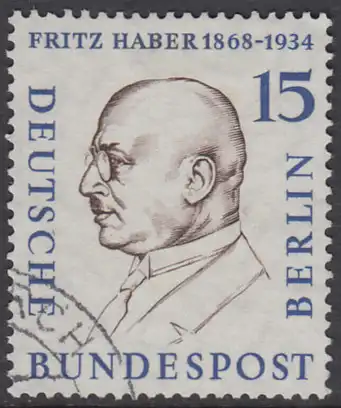 FRITZ HABER 1868-1934
15
DEUTSCHE
BERLIN
BUNDESPOST